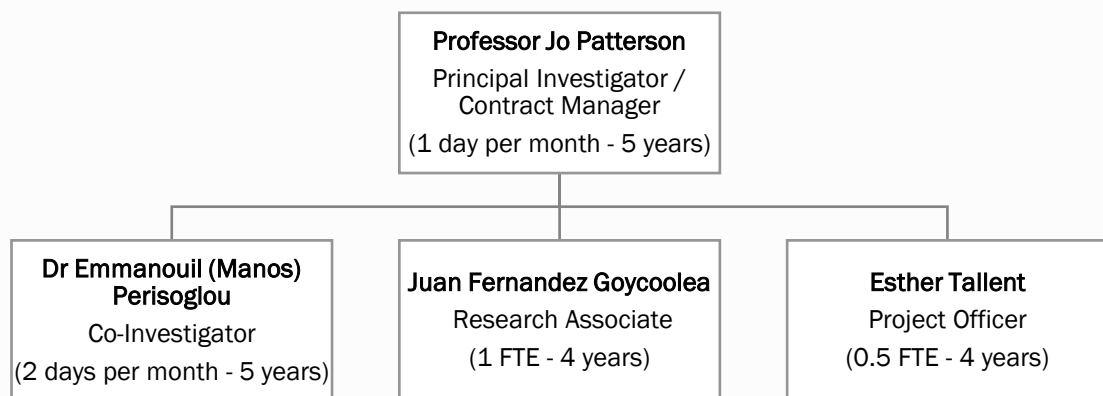 Professor Jo Patterson
Principal Investigator /
Contract Manager
(1 day per month - 5 years)
Dr Emmanouil (Manos)
Perisoglou
Co-Investigator
(2 days per month - 5 years)
Juan Fernandez Goycoolea
Research Associate
(1 FTE - 4 years)
Esther Tallent
Project Officer
(0.5 FTE - 4 years)